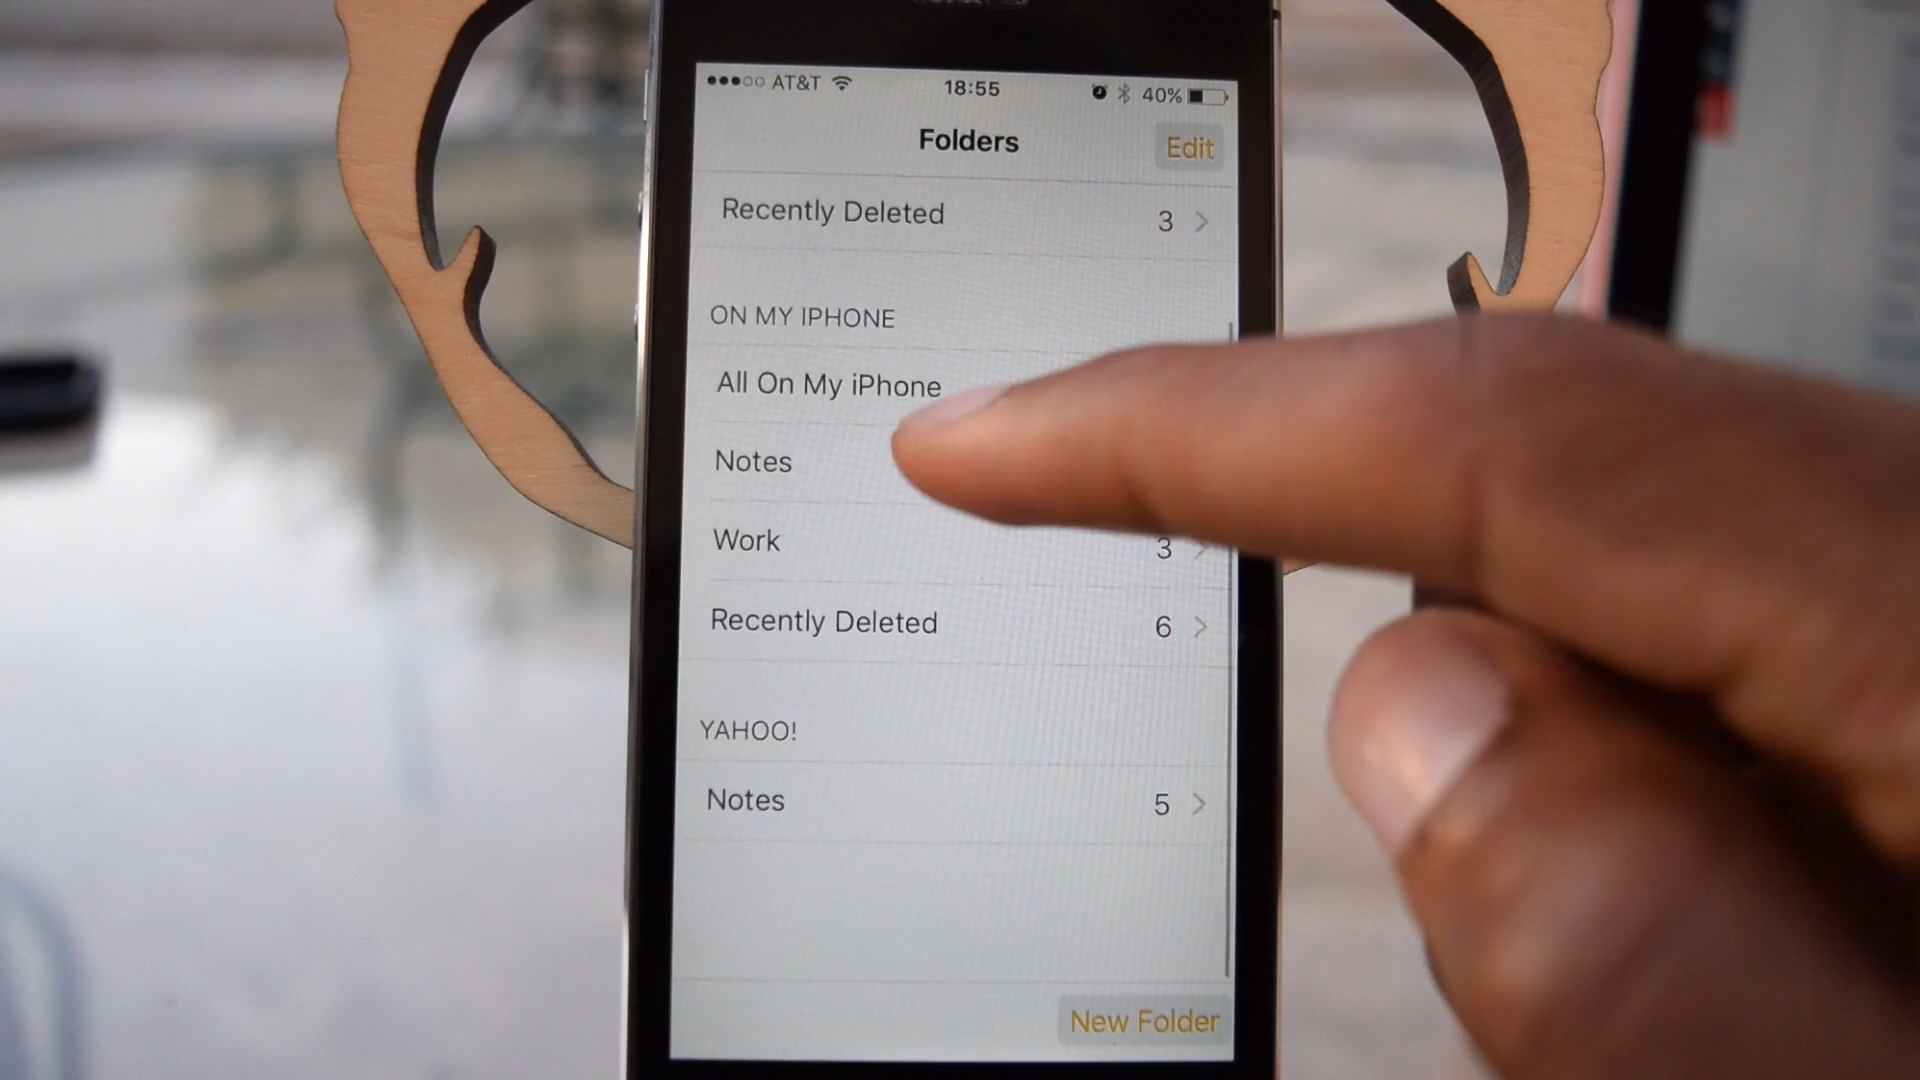 AT&T 18:55 40%
Folders Edit
Recently Deleted 3
ON MY IPHONE
All On My iPhone
Notes
Work 3
Recently Deleted 6
YAHOO!
Notes 5
New Folder